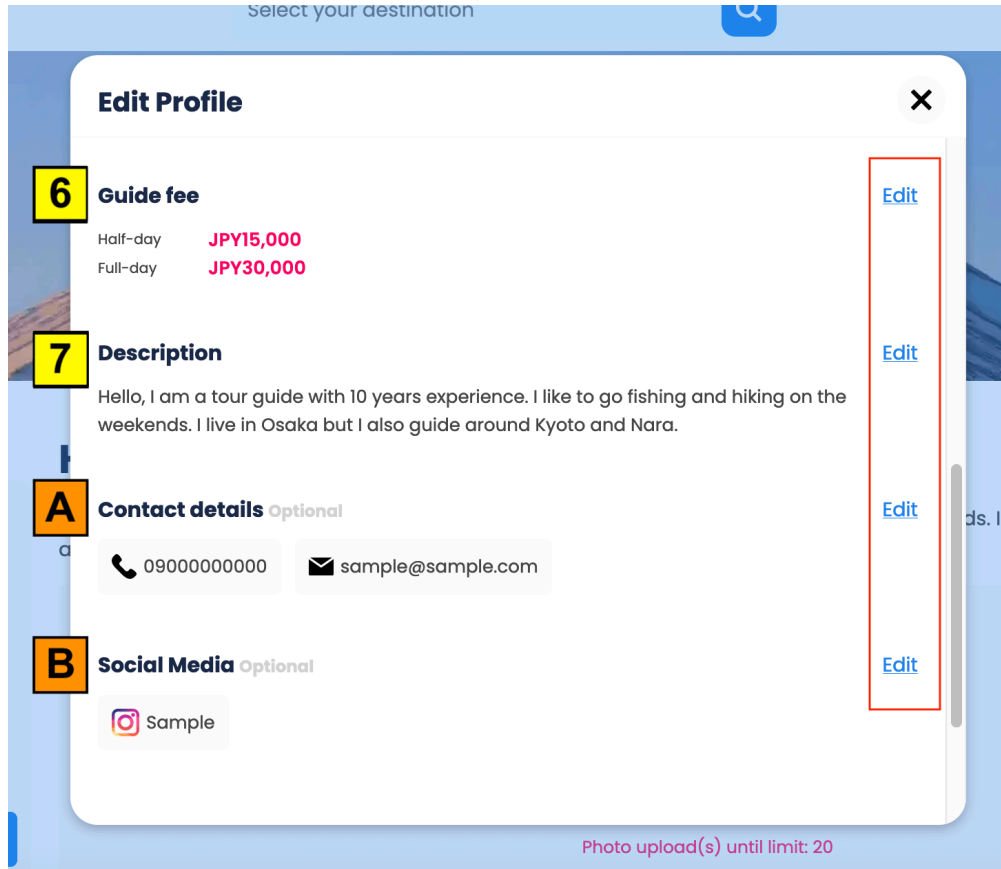 Select your destination
Edit Profile
6 Guide fee Edit
Half-day JPY15,000
Full-day JPY30,000
7 Description Edit
Hello, I am a tour guide with 10 years experience. I like to go fishing and hiking on the
weekends. I live in Osaka but I also guide around Kyoto and Nara.
A Contact details Optional Edit
ds. I
09000000000 sample@sample.com
B Social Media Optional Edit
Sample
Photo upload(s) until limit: 20